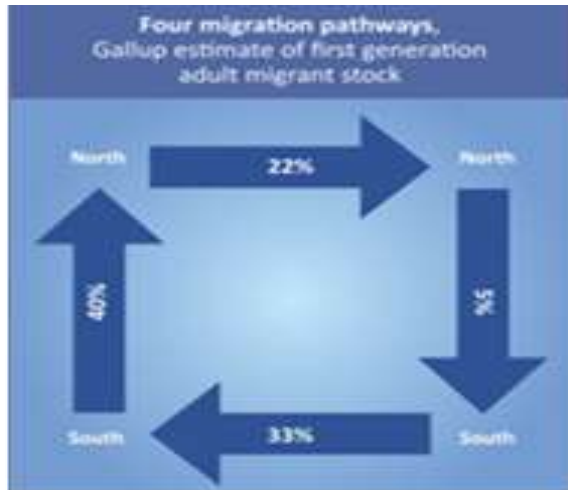 Four migration pathways,
Gallup estimate of first generation
adult migrant stock
North
22%
North
40%
5%
South
33%
South